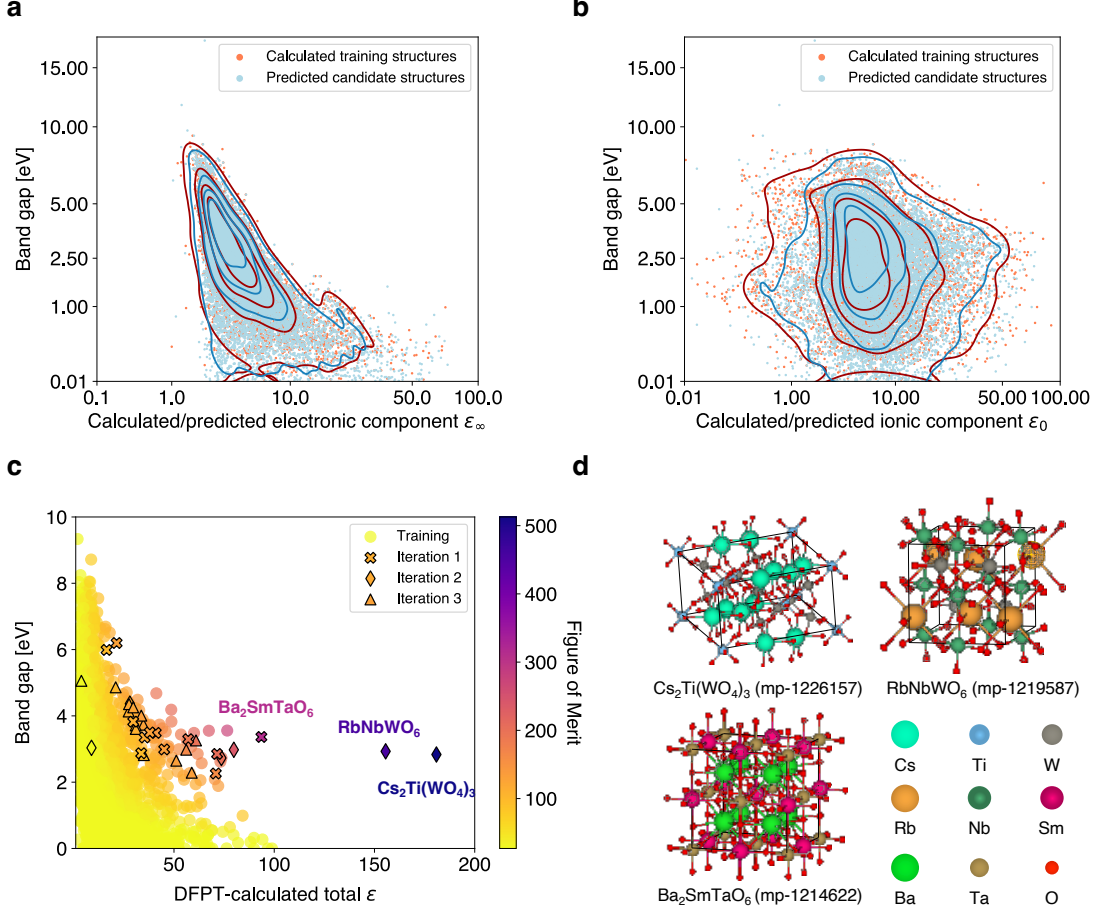 a
15.00
10.00
5.00
2.50
1.00
0.01
Band gap [eV]
Calculated training structures
Predicted candidate structures
0.1
1.0
10.0
50.0
100.0
Calculated/predicted electronic component ε∞
b
15.00
10.00
5.00
2.50
1.00
0.01
Band gap [eV]
Calculated training structures
Predicted candidate structures
0.01
1.00
10.00
50.00
100.00
Calculated/predicted ionic component ε₀
c
10
8
6
4
2
0
Band gap [eV]
Training
Iteration 1
Iteration 2
Iteration 3
Ba₂SmTaO₆
RbNbWO₆
Cs₂Ti(WO₄)₃
50
100
150
200
DFPT-calculated total ε
500
400
300
200
100
Figure of Merit
d
Cs₂Ti(WO₄)₃ (mp-1226157)
RbNbWO₆ (mp-1219587)
Ba₂SmTaO₆ (mp-1214622)
Cs Ti W
Rb Nb Sm
Ba Ta O